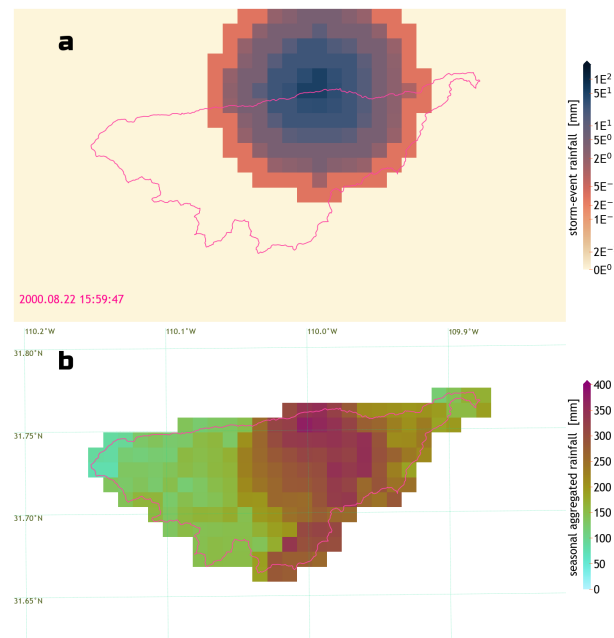 a
1E²
5E¹
1E¹
5E⁰
2E⁰
5E⁻
2E⁻
1E⁻
2E⁻
0E⁰
storm-event rainfall [mm]
2000.08.22 15:59:47
110.2°W
110.1°W
110.0°W
109.9°W
b
31.80°N
31.75°N
31.70°N
31.65°N
400
350
300
250
200
150
100
50
0
seasonal aggregated rainfall [mm]